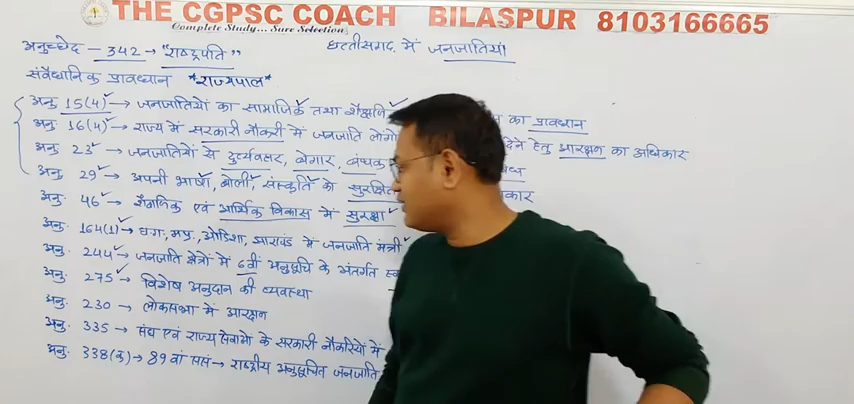 THE CGPSC COACH BILASPUR 8103166665
Complete Study... Sure Selection
अनुच्छेद – 342 → "राष्ट्रपति" छत्तीसगढ़ में जनजातियाँ
संवैधानिक प्रावधान *राज्यपाल*
अनु. 15(4) → जनजातियों का सामाजिक तथा का प्रावधान
अनु. 16(4) → राज्य में सरकारी नौकरी में जनजाति लोगों देने हेतु आरक्षण का अधिकार
अनु. 23 → जनजातियों से दुर्व्यवहार, बेगार, बंधक
अनु. 29 → अपनी भाषा, बोली, संस्कृति को सुरक्षित कार
अनु. 46 → शैक्षणिक एवं आर्थिक विकास में सुरक्षा
अनु. 164(1) → छ.ग., म.प्र., ओडिशा, झारखंड में जनजाति मंत्री
अनु. 244 → जनजाति क्षेत्रों में 6वीं अनुसूचि के अंतर्गत
अनु. 275 → विशेष अनुदान की व्यवस्था
अनु. 230 → लोकसभा में आरक्षण
अनु. 335 → संघ एवं राज्य सेवाओं के सरकारी नौकरियों में
अनु. 338(क) → 89 वां संसं → राष्ट्रीय अनुसूचित जनजाति